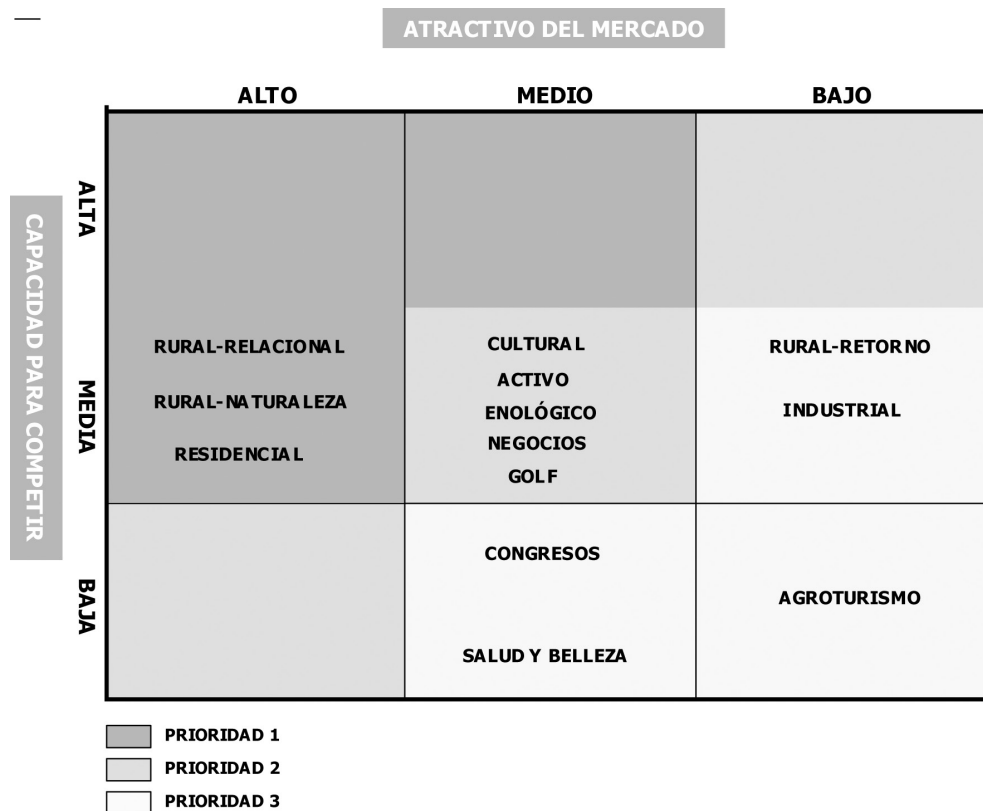 ATRACTIVO DEL MERCADO
ALTO MEDIO BAJO
CAPACIDAD PARA COMPETIR
ALTA
MEDIA
RURAL-RELACIONAL
RURAL-NATURALEZA
RESIDENCIAL
CULTURAL
ACTIVO
ENOLÓGICO
NEGOCIOS
GOLF
RURAL-RETORNO
INDUSTRIAL
BAJA
CONGRESOS
SALUD Y BELLEZA
AGROTURISMO
PRIORIDAD 1
PRIORIDAD 2
PRIORIDAD 3